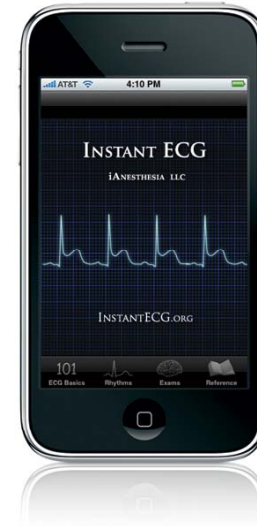 AT&T 4:10 PM
INSTANT ECG
iANESTHESIA LLC
INSTANTECG.ORG
101
ECG Basics Rhythms Exams Reference